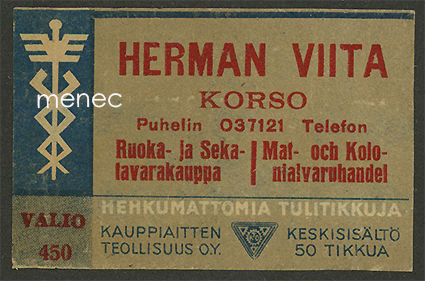 HERMAN VIITA
KORSO
Puhelin 037121 Telefon
Ruoka- ja Seka-
tavarakauppa
Mat- och Kolo-
nialvaruhandel
menec
HEHKUMATTOMIA TULITIKKUJA
VALIO
450
KAUPPIAITTEN
TEOLLISUUS O.Y.
KESKISISÄLTÖ
50 TIKKUA